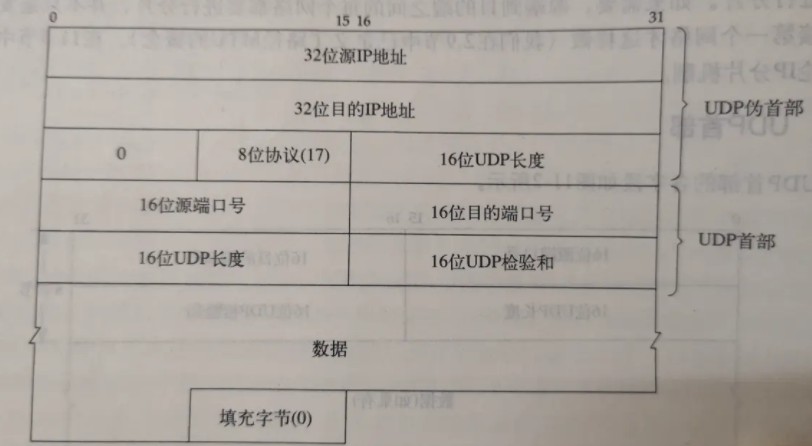 0 15 16 31
32位源IP地址
32位目的IP地址
UDP伪首部
0 8位协议(17) 16位UDP长度
16位源端口号 16位目的端口号
UDP首部
16位UDP长度 16位UDP检验和
数据
填充字节(0)